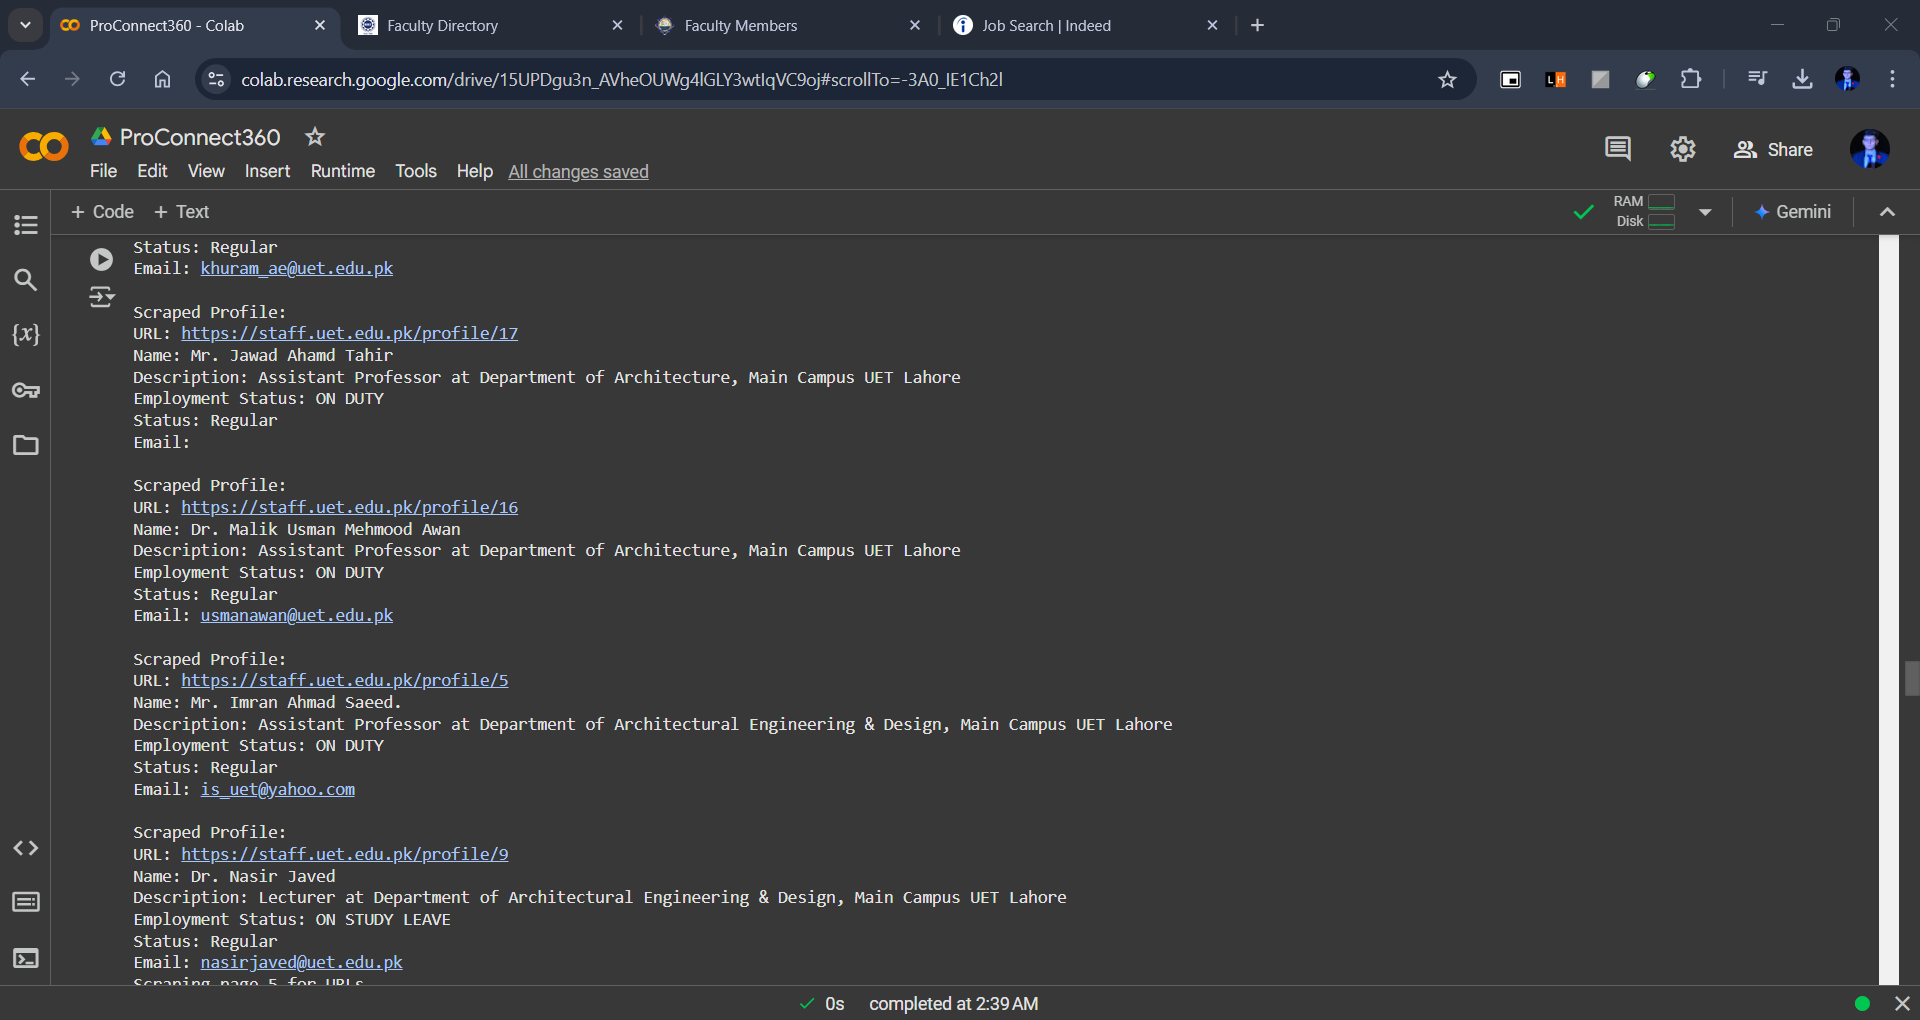 ProConnect360 - Colab
Faculty Directory
Faculty Members
Job Search | Indeed
colab.research.google.com/drive/15UPDgu3n_AVheOUWg4lGLY3wtlqVC9oj#scrollTo=-3A0_IE1Ch2l
LH
ProConnect360
Share
File Edit View Insert Runtime Tools Help All changes saved
+ Code + Text
RAM
Disk
Gemini
Status: Regular
Email: khuram_ae@uet.edu.pk
Scraped Profile:
URL: https://staff.uet.edu.pk/profile/17
Name: Mr. Jawad Ahamd Tahir
Description: Assistant Professor at Department of Architecture, Main Campus UET Lahore
Employment Status: ON DUTY
Status: Regular
Email:
Scraped Profile:
URL: https://staff.uet.edu.pk/profile/16
Name: Dr. Malik Usman Mehmood Awan
Description: Assistant Professor at Department of Architecture, Main Campus UET Lahore
Employment Status: ON DUTY
Status: Regular
Email: usmanawan@uet.edu.pk
Scraped Profile:
URL: https://staff.uet.edu.pk/profile/5
Name: Mr. Imran Ahmad Saeed.
Description: Assistant Professor at Department of Architectural Engineering & Design, Main Campus UET Lahore
Employment Status: ON DUTY
Status: Regular
Email: is_uet@yahoo.com
Scraped Profile:
URL: https://staff.uet.edu.pk/profile/9
Name: Dr. Nasir Javed
Description: Lecturer at Department of Architectural Engineering & Design, Main Campus UET Lahore
Employment Status: ON STUDY LEAVE
Status: Regular
Email: nasirjaved@uet.edu.pk
Scraping page 5 for URLs
0s completed at 2:39 AM